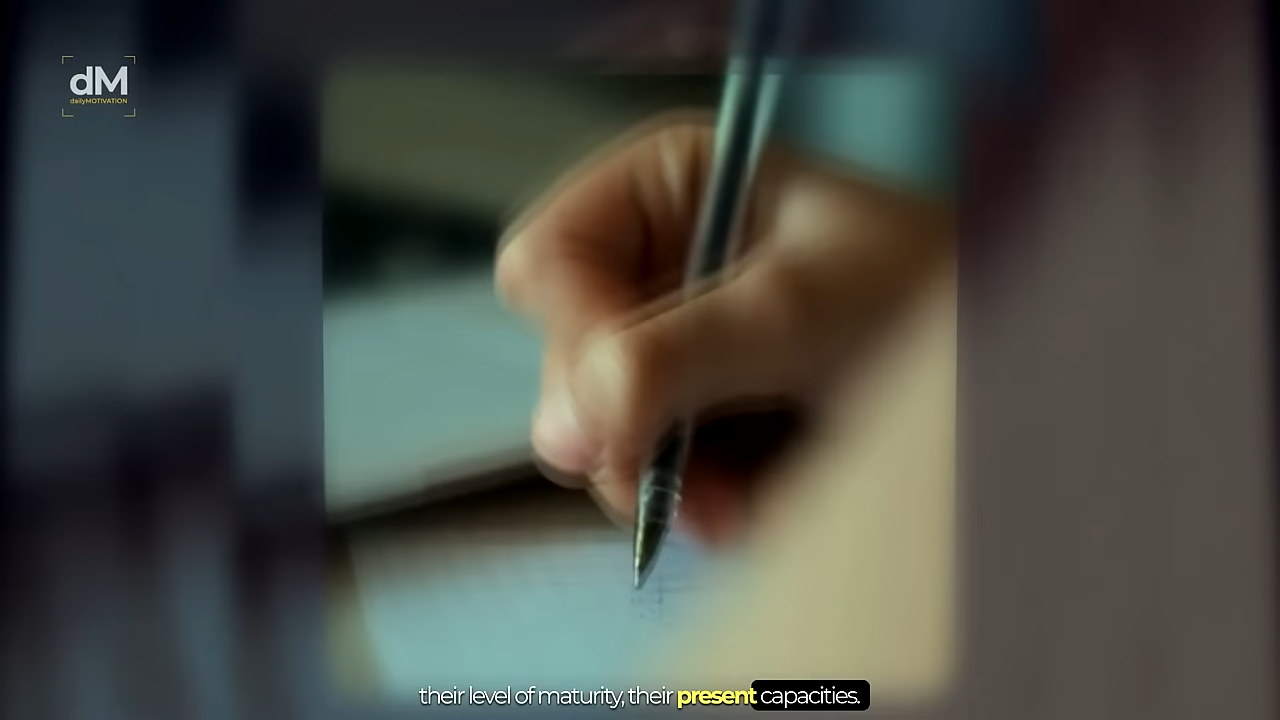 dM
dailyMOTIVATION
their level of maturity, their present capacities.